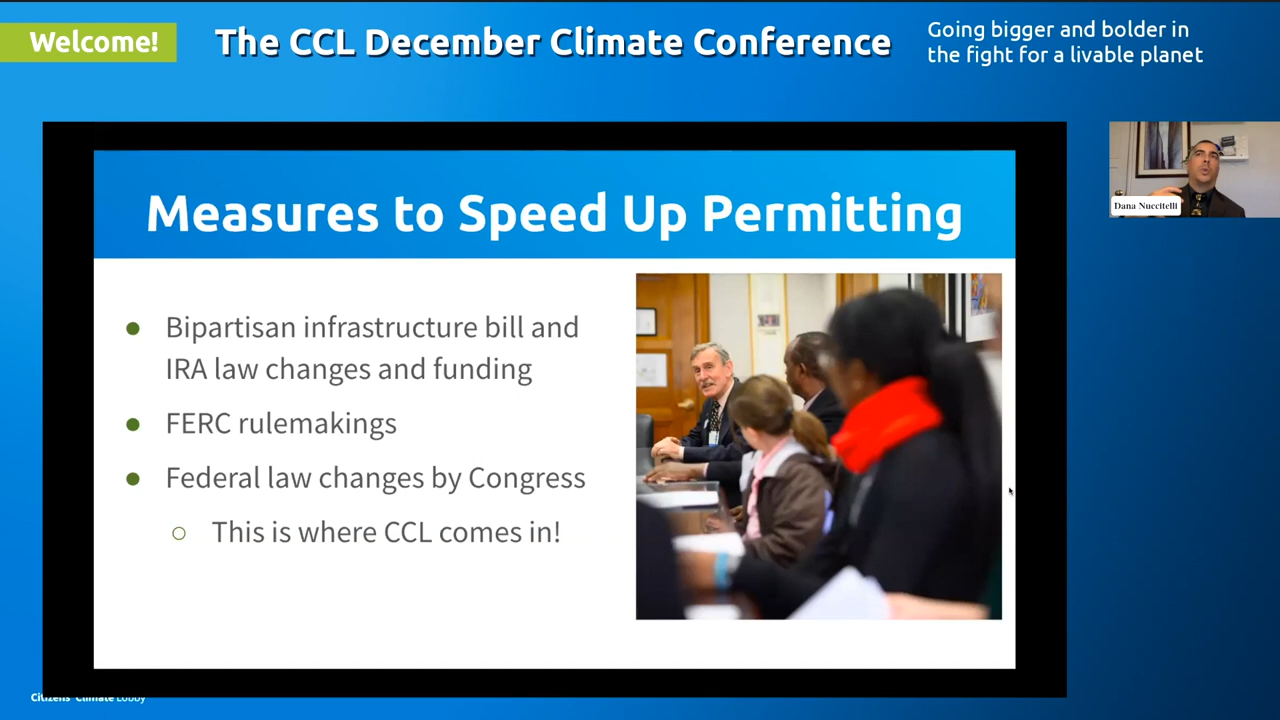 Welcome!
The CCL December Climate Conference
Going bigger and bolder in
the fight for a livable planet
Measures to Speed Up Permitting
● Bipartisan infrastructure bill and
IRA law changes and funding
● FERC rulemakings
● Federal law changes by Congress
○ This is where CCL comes in!
Dana Nuccitelli
Citizens' Climate Lobby